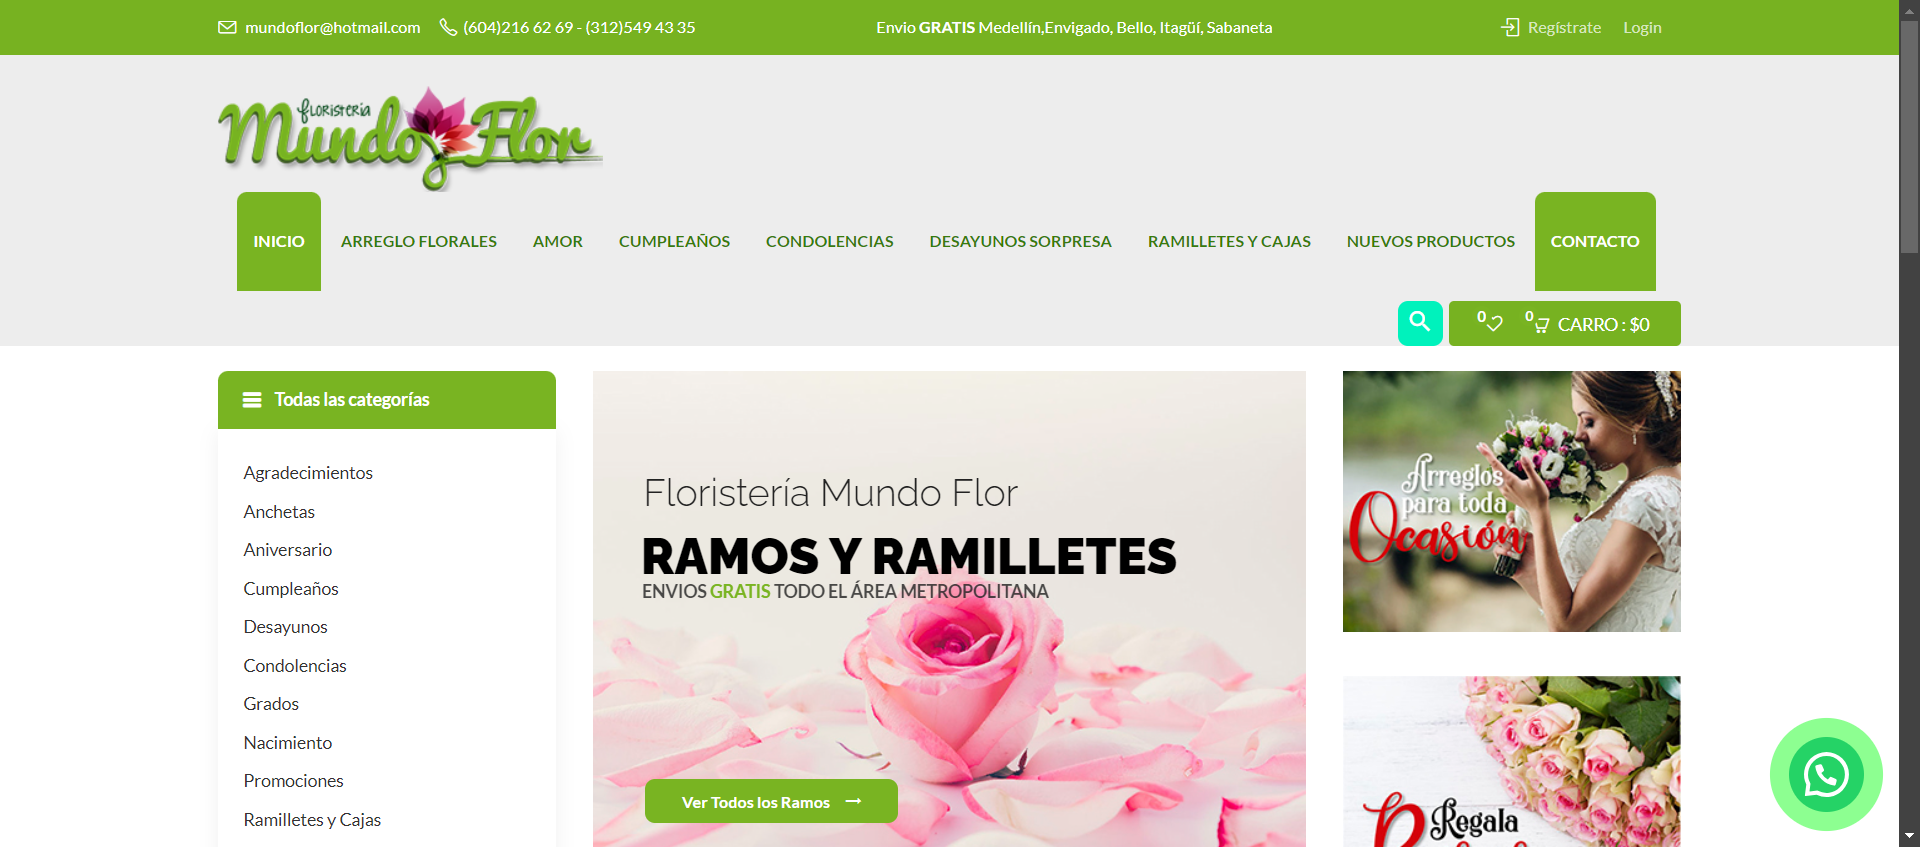 mundoflor@hotmail.com (604)216 62 69 - (312)549 43 35 Envio GRATIS Medellín,Envigado, Bello, Itagüí, Sabaneta Regístrate Login
floristería
Mundo Flor
INICIO ARREGLO FLORALES AMOR CUMPLEAÑOS CONDOLENCIAS DESAYUNOS SORPRESA RAMILLETES Y CAJAS NUEVOS PRODUCTOS CONTACTO
0 0 CARRO : $0
Todas las categorías
Agradecimientos
Anchetas
Aniversario
Cumpleaños
Desayunos
Condolencias
Grados
Nacimiento
Promociones
Ramilletes y Cajas
Floristería Mundo Flor
RAMOS Y RAMILLETES
ENVIOS GRATIS TODO EL ÁREA METROPOLITANA
Ver Todos los Ramos
Arreglos
para toda
Ocasión
Regala